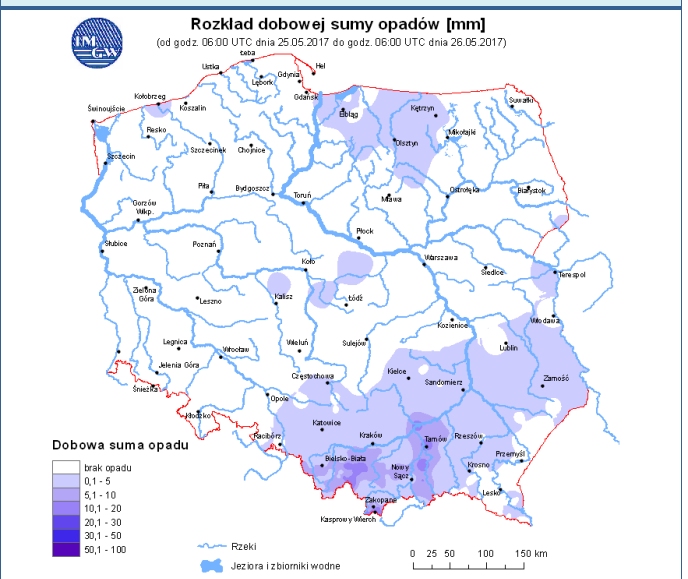 Rozkład dobowej sumy opadów [mm]
(od godz. 06:00 UTC dnia 25.05.2017 do godz. 06:00 UTC dnia 26.05.2017)
IM
GW
Łeba
Ustka
Hel
Gdynia
Lębork
Gdańsk
Kołobrzeg
Koszalin
Świnoujście
Elbląg
Kętrzyn
Suwałki
Resko
Mikołajki
Olsztyn
Szczecinek
Chojnice
Szczecin
Piła
Bydgoszcz
Toruń
Mława
Ostrołęka
Białystok
Gorzów
Wlkp.
Płock
Słubice
Poznań
Koło
Warszawa
Siedlce
Terespol
Zielona
Góra
Leszno
Kalisz
Łódź
Kozienice
Włodawa
Legnica
Wrocław
Wieluń
Sulejów
Lublin
Jelenia Góra
Śnieżka
Częstochowa
Kielce
Sandomierz
Zamość
Opole
Kłodzko
Katowice
Racibórz
Kraków
Tarnów
Rzeszów
Przemyśl
Bielsko-Biała
Nowy
Sącz
Krosno
Lesko
Zakopane
Kasprowy Wierch
Dobowa suma opadu
brak opadu
0,1 - 5
5,1 - 10
10,1 - 20
20,1 - 30
30,1 - 50
50,1 - 100
Rzeki
Jeziora i zbiorniki wodne
0 25 50 100 150 km